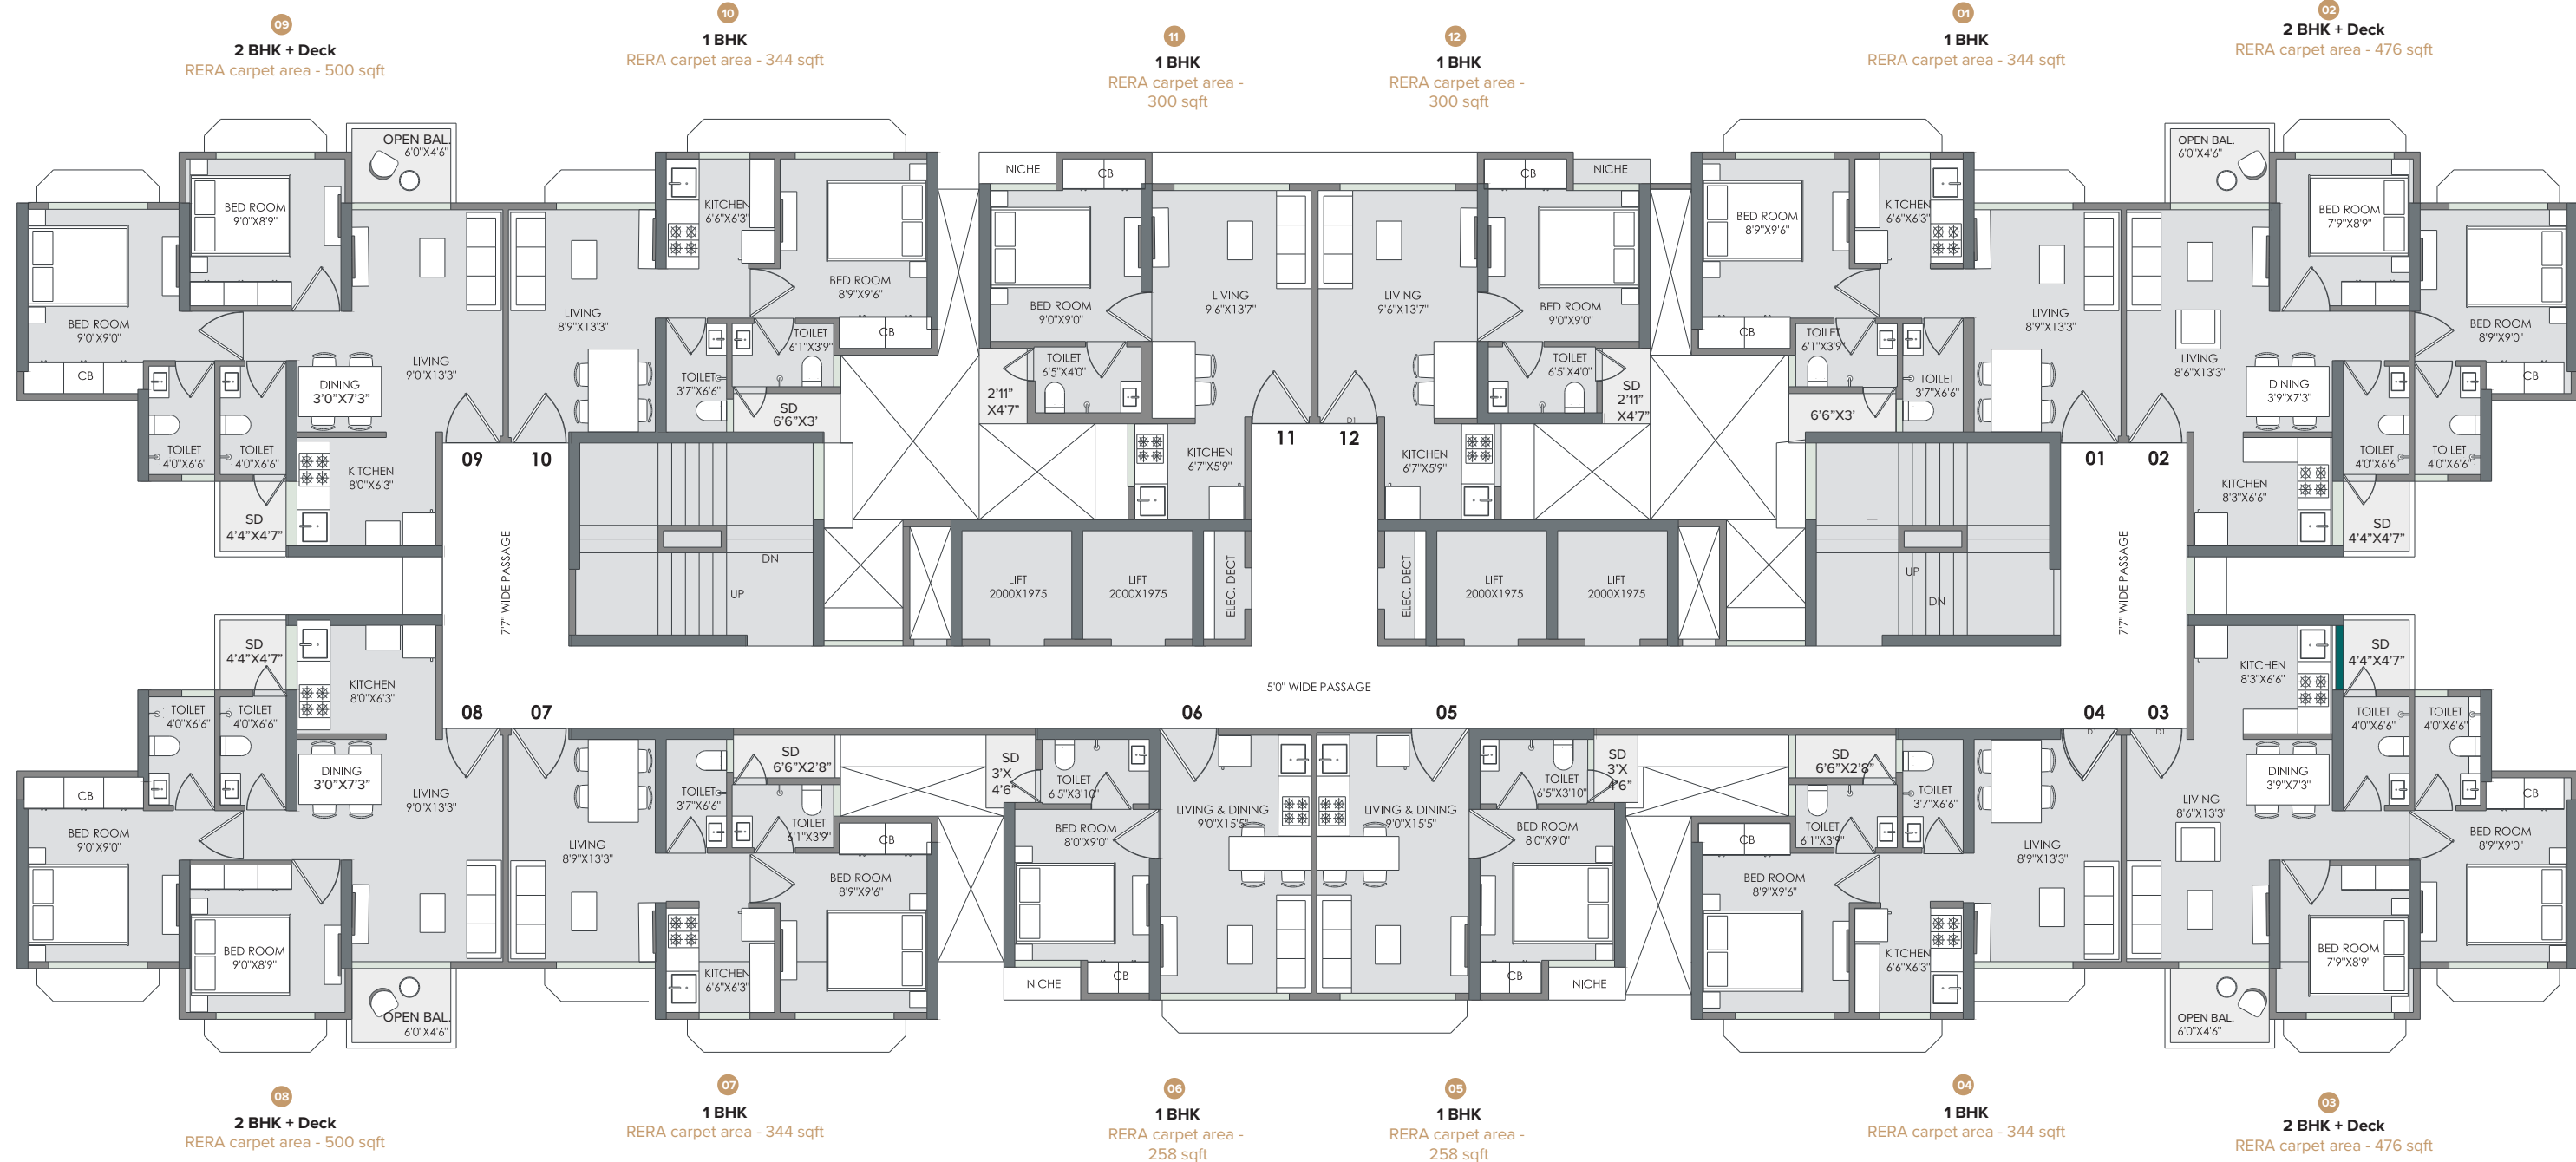 09
2 BHK + Deck
RERA carpet area - 500 sqft
10
1 BHK
RERA carpet area - 344 sqft
11
1 BHK
RERA carpet area -
300 sqft
12
1 BHK
RERA carpet area -
300 sqft
01
1 BHK
RERA carpet area - 344 sqft
02
2 BHK + Deck
RERA carpet area - 476 sqft
OPEN BAL.
6'0"X4'6"
BED ROOM
9'0"X8'9"
BED ROOM
9'0"X9'0"
CB
TOILET
4'0"X6'6"
TOILET
4'0"X6'6"
SD
4'4"X4'7"
DINING
3'0"X7'3"
LIVING
9'0"X13'3"
KITCHEN
8'0"X6'3"
09
10
LIVING
8'9"X13'3"
KITCHEN
6'6"X6'3"
BED ROOM
8'9"X9'6"
CB
TOILET
6'1"X3'9"
TOILET
3'7"X6'6"
SD
6'6"X3'
NICHE
CB
BED ROOM
9'0"X9'0"
TOILET
6'5"X4'0"
2'11"
X4'7"
LIVING
9'6"X13'7"
KITCHEN
6'7"X5'9"
11
12
D1
LIVING
9'6"X13'7"
CB
NICHE
BED ROOM
9'0"X9'0"
TOILET
6'5"X4'0"
SD
2'11"
X4'7"
KITCHEN
6'7"X5'9"
BED ROOM
8'9"X9'6"
KITCHEN
6'6"X6'3"
CB
TOILET
6'1"X3'9"
TOILET
3'7"X6'6"
6'6"X3'
LIVING
8'9"X13'3"
01
02
OPEN BAL.
6'0"X4'6"
BED ROOM
7'9"X8'9"
LIVING
8'6"X13'3"
BED ROOM
8'9"X9'0"
CB
DINING
3'9"X7'3"
TOILET
4'0"X6'6"
TOILET
4'0"X6'6"
KITCHEN
8'3"X6'6"
SD
4'4"X4'7"
7'7" WIDE PASSAGE
DN
UP
LIFT
2000X1975
LIFT
2000X1975
ELEC. DECT
ELEC. DECT
LIFT
2000X1975
LIFT
2000X1975
UP
DN
7'7" WIDE PASSAGE
5'0" WIDE PASSAGE
SD
4'4"X4'7"
KITCHEN
8'0"X6'3"
TOILET
4'0"X6'6"
TOILET
4'0"X6'6"
DINING
3'0"X7'3"
LIVING
9'0"X13'3"
CB
BED ROOM
9'0"X9'0"
BED ROOM
9'0"X8'9"
OPEN BAL.
6'0"X4'6"
08
07
SD
6'6"X2'8"
TOILET
3'7"X6'6"
TOILET
6'1"X3'9"
LIVING
8'9"X13'3"
CB
BED ROOM
8'9"X9'6"
KITCHEN
6'6"X6'3"
SD
3'X
4'6"
TOILET
6'5"X3'10"
BED ROOM
8'0"X9'0"
NICHE
CB
06
LIVING & DINING
9'0"X15'5"
05
LIVING & DINING
9'0"X15'5"
TOILET
6'5"X3'10"
SD
3'X
4'6"
BED ROOM
8'0"X9'0"
CB
NICHE
SD
6'6"X2'8"
TOILET
6'1"X3'9"
TOILET
3'7"X6'6"
CB
BED ROOM
8'9"X9'6"
KITCHEN
6'6"X6'3"
LIVING
8'9"X13'3"
04
03
D1
D1
KITCHEN
8'3"X6'6"
SD
4'4"X4'7"
TOILET
4'0"X6'6"
TOILET
4'0"X6'6"
DINING
3'9"X7'3"
LIVING
8'6"X13'3"
CB
BED ROOM
8'9"X9'0"
BED ROOM
7'9"X8'9"
OPEN BAL.
6'0"X4'6"
08
2 BHK + Deck
RERA carpet area - 500 sqft
07
1 BHK
RERA carpet area - 344 sqft
06
1 BHK
RERA carpet area -
258 sqft
05
1 BHK
RERA carpet area -
258 sqft
04
1 BHK
RERA carpet area - 344 sqft
03
2 BHK + Deck
RERA carpet area - 476 sqft